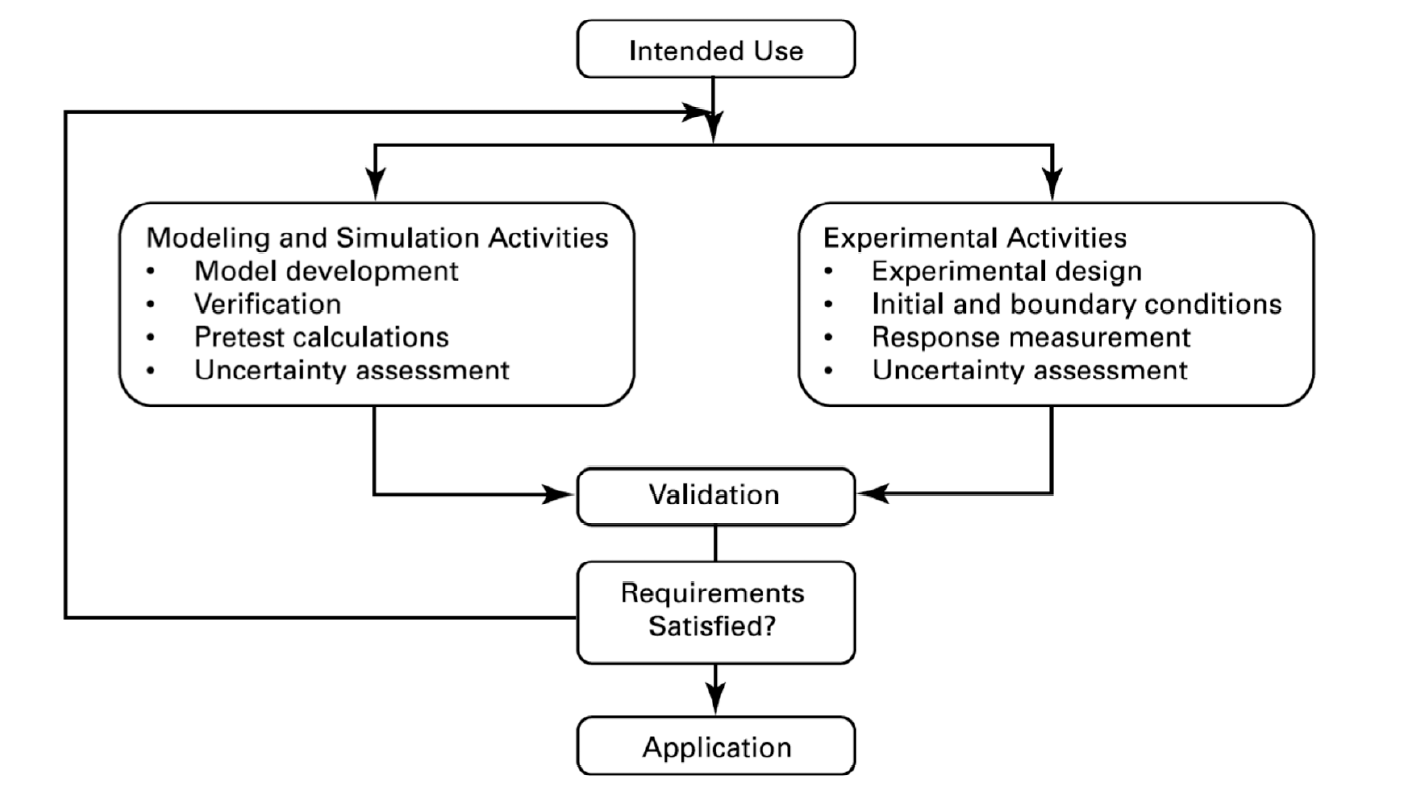 Intended Use
Modeling and Simulation Activities
• Model development
• Verification
• Pretest calculations
• Uncertainty assessment
Experimental Activities
• Experimental design
• Initial and boundary conditions
• Response measurement
• Uncertainty assessment
Validation
Requirements
Satisfied?
Application